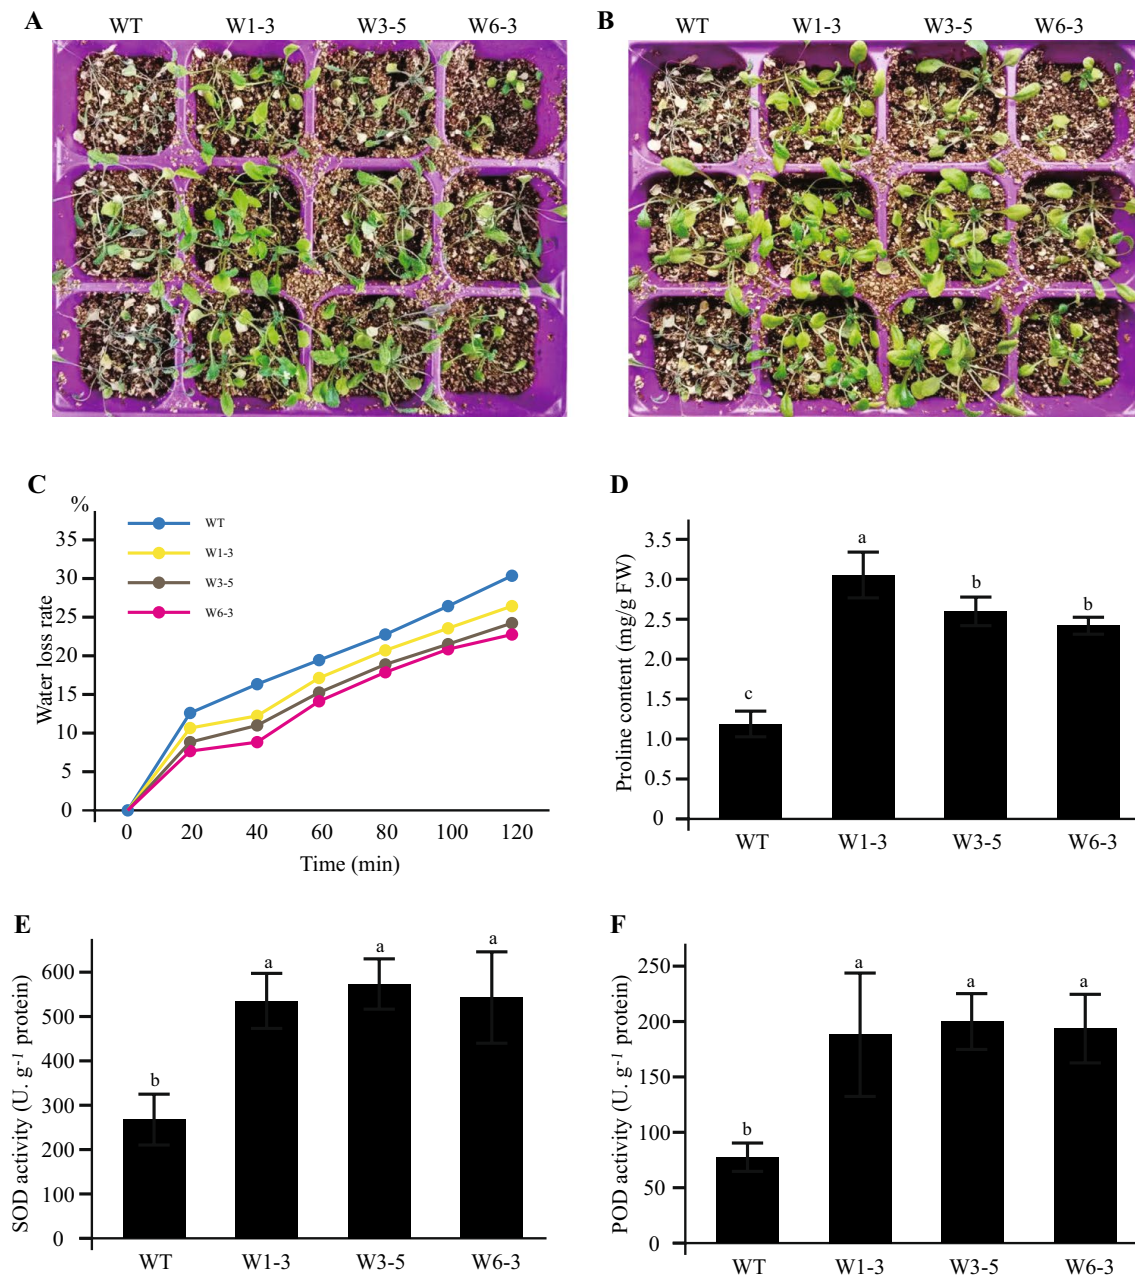 A
WT W1-3 W3-5 W6-3
B
WT W1-3 W3-5 W6-3
C
%
35
30
25
20
15
10
5
0
Water loss rate
WT
W1-3
W3-5
W6-3
0 20 40 60 80 100 120
Time (min)
D
3.5
3.0
2.5
2.0
1.5
1.0
0.5
0
Proline content (mg/g FW)
c a b b
WT W1-3 W3-5 W6-3
E
600
500
400
300
200
100
0
SOD activity (U. g⁻¹ protein)
b a a a
WT W1-3 W3-5 W6-3
F
250
200
150
100
50
0
POD activity (U. g⁻¹ protein)
b a a a
WT W1-3 W3-5 W6-3